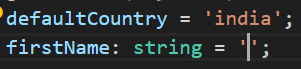 defaultCountry = 'india';
firstName: string = '';